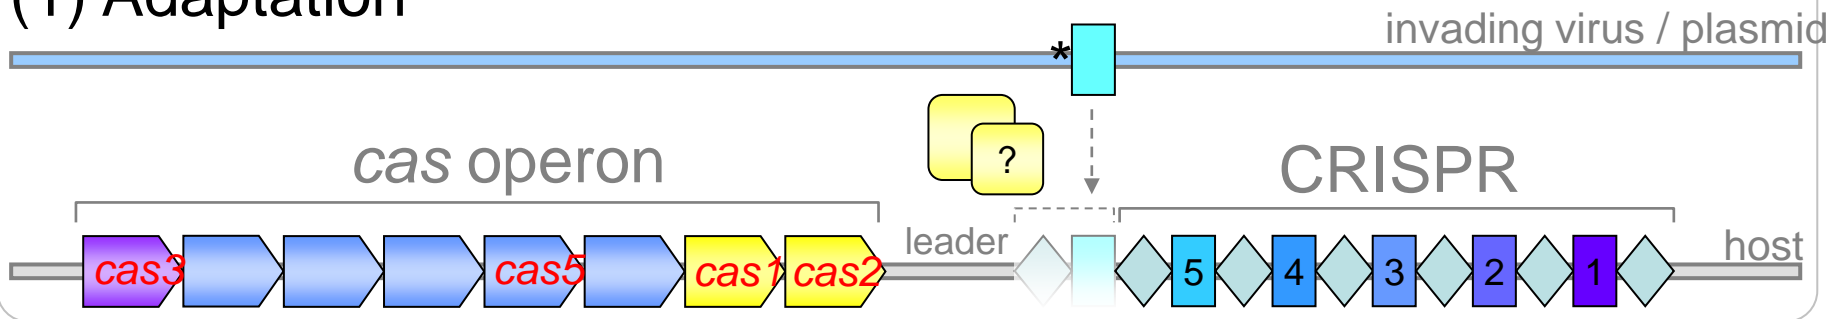 (1) Adaptation
invading virus / plasmid
*
?
cas operon
CRISPR
leader
host
cas3
cas5
cas1
cas2
5
4
3
2
1